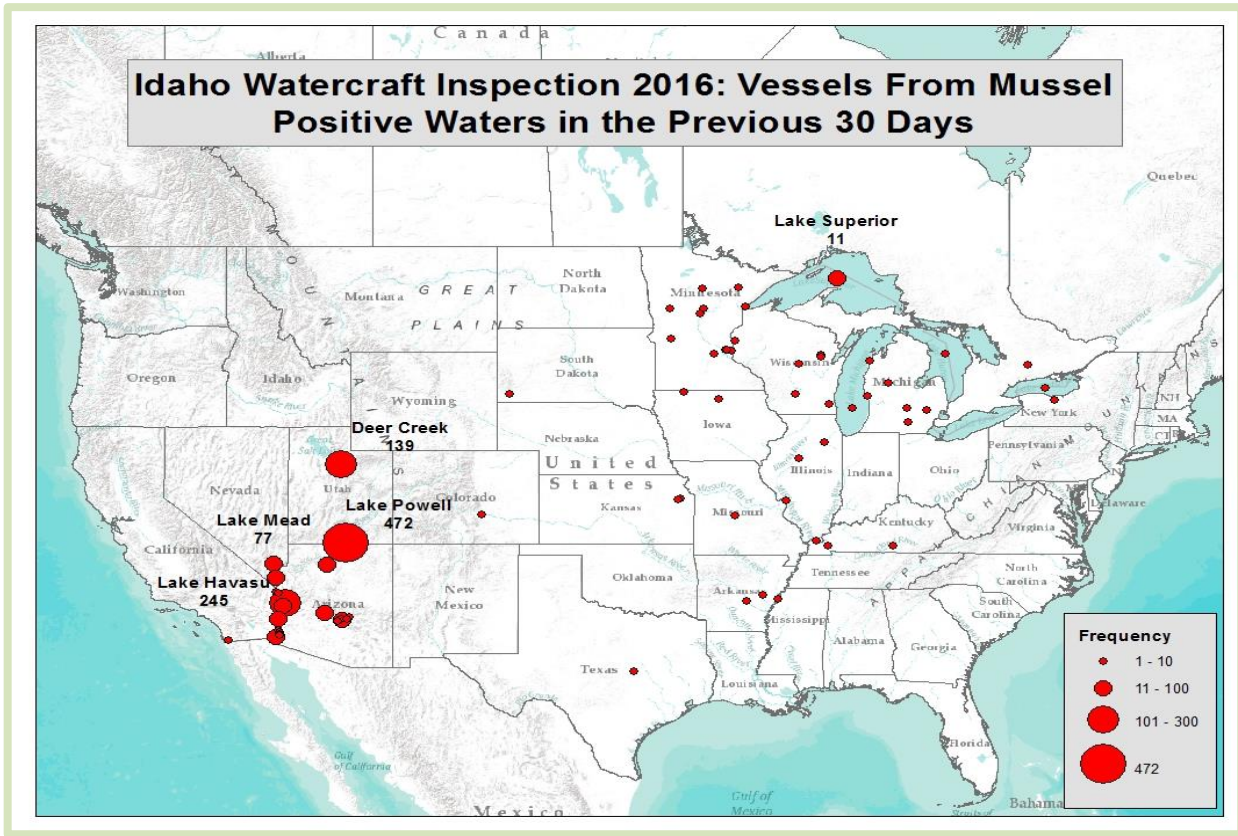 Canada
Alberta
Idaho Watercraft Inspection 2016: Vessels From Mussel
Positive Waters in the Previous 30 Days
Quebec
Lake Superior
11
Washington
Montana
North
Dakota
Minnesota
GREAT
PLAINS
Oregon
Idaho
Wyoming
South
Dakota
Wisconsin
Michigan
New York
NH
MA
CT
Iowa
Nebraska
Deer Creek
139
United
States
Illinois
Indiana
Ohio
Pennsylvania
Nevada
Utah
Colorado
Kansas
Missouri
Kentucky
Virginia
Delaware
Lake Powell
472
Lake Mead
77
California
Lake Havasu
245
Arizona
New
Mexico
Oklahoma
Arkansas
Tennessee
North
Carolina
South
Carolina
Mississippi
Alabama
Georgia
Texas
Louisiana
Florida
Gulf
of California
Gulf of
Mexico
Mexico
Bahama
Frequency
1 - 10
11 - 100
101 - 300
472